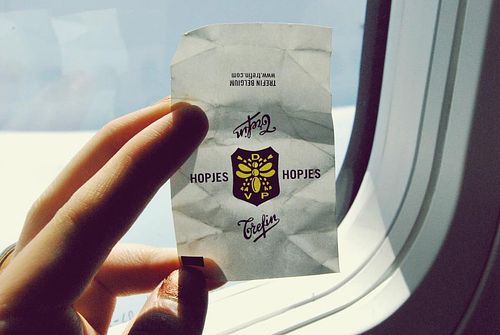 TREFIN BELGIUM
www.trefin.com
Trefin
HOPJES
D
V P
HOPJES
Trefin